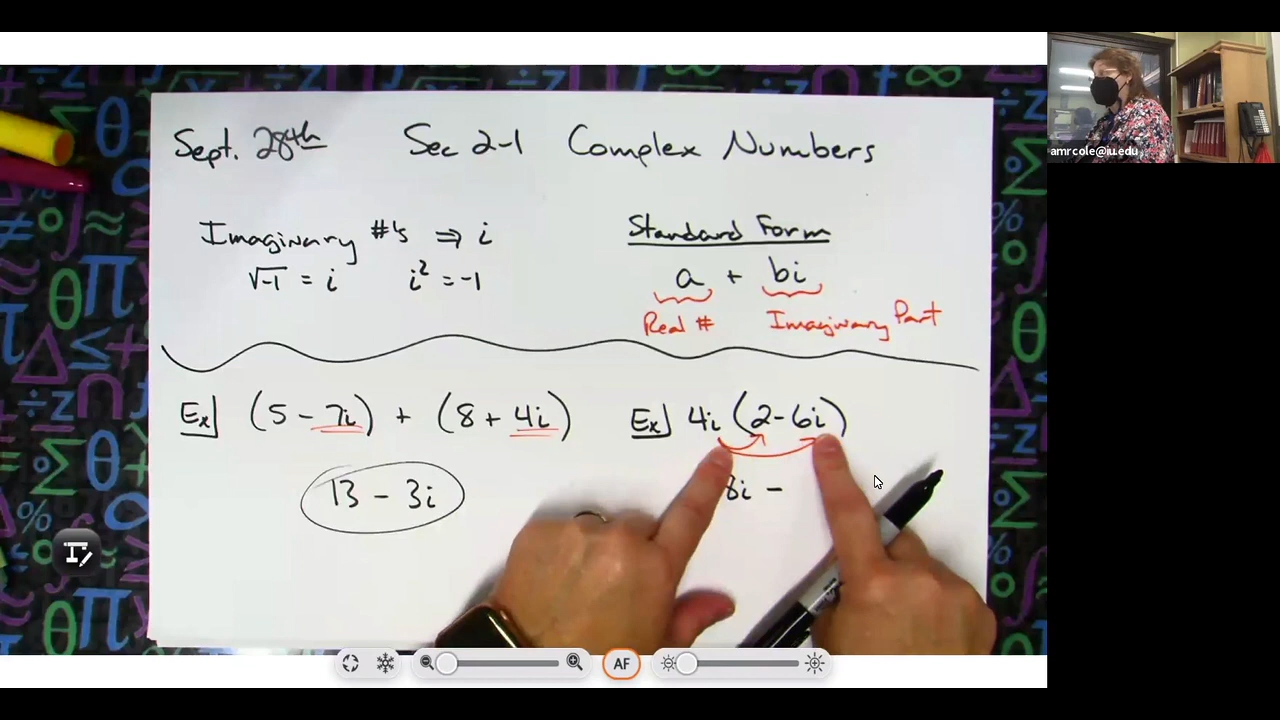 Sept. 28th Sec 2-1 Complex Numbers
Imaginary #'s ⇒ i
√-1 = i i² = -1
Standard Form
a + bi
Real # Imaginary Part
Ex] (5 - 7i) + (8 + 4i)
13 - 3i
Ex] 4i (2 - 6i)
8i -
amrcole@iu.edu
AF